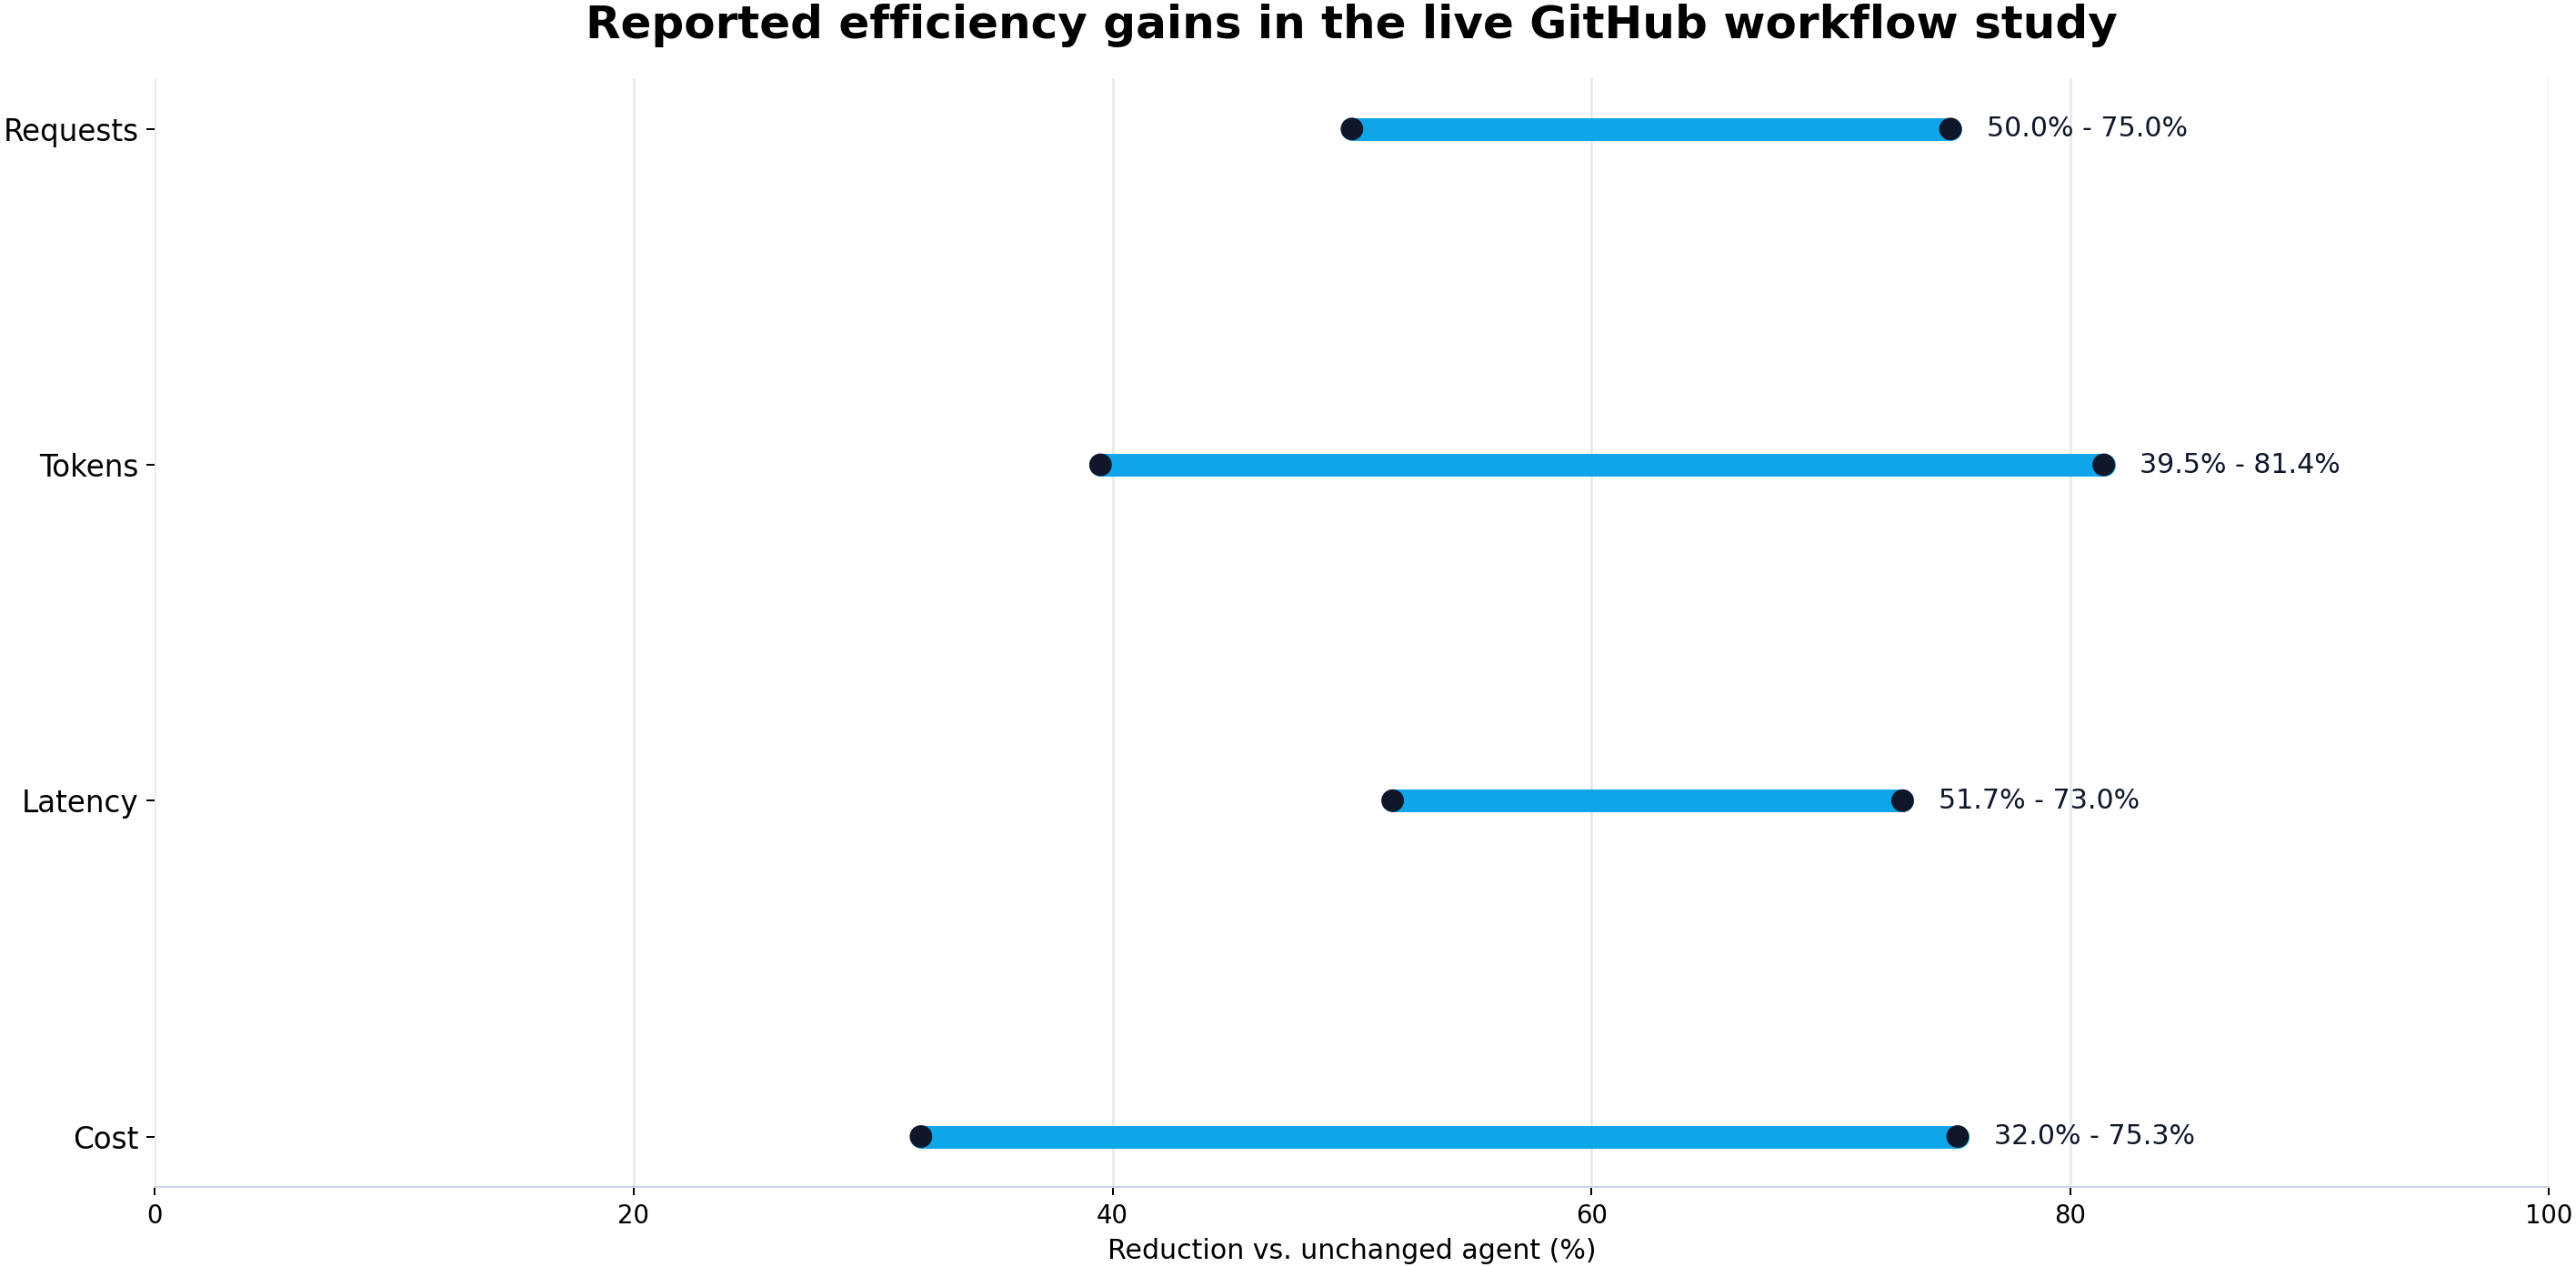 Reported efficiency gains in the live GitHub workflow study
Requests
50.0% - 75.0%
Tokens
39.5% - 81.4%
Latency
51.7% - 73.0%
Cost
32.0% - 75.3%
0 20 40 60 80 100
Reduction vs. unchanged agent (%)